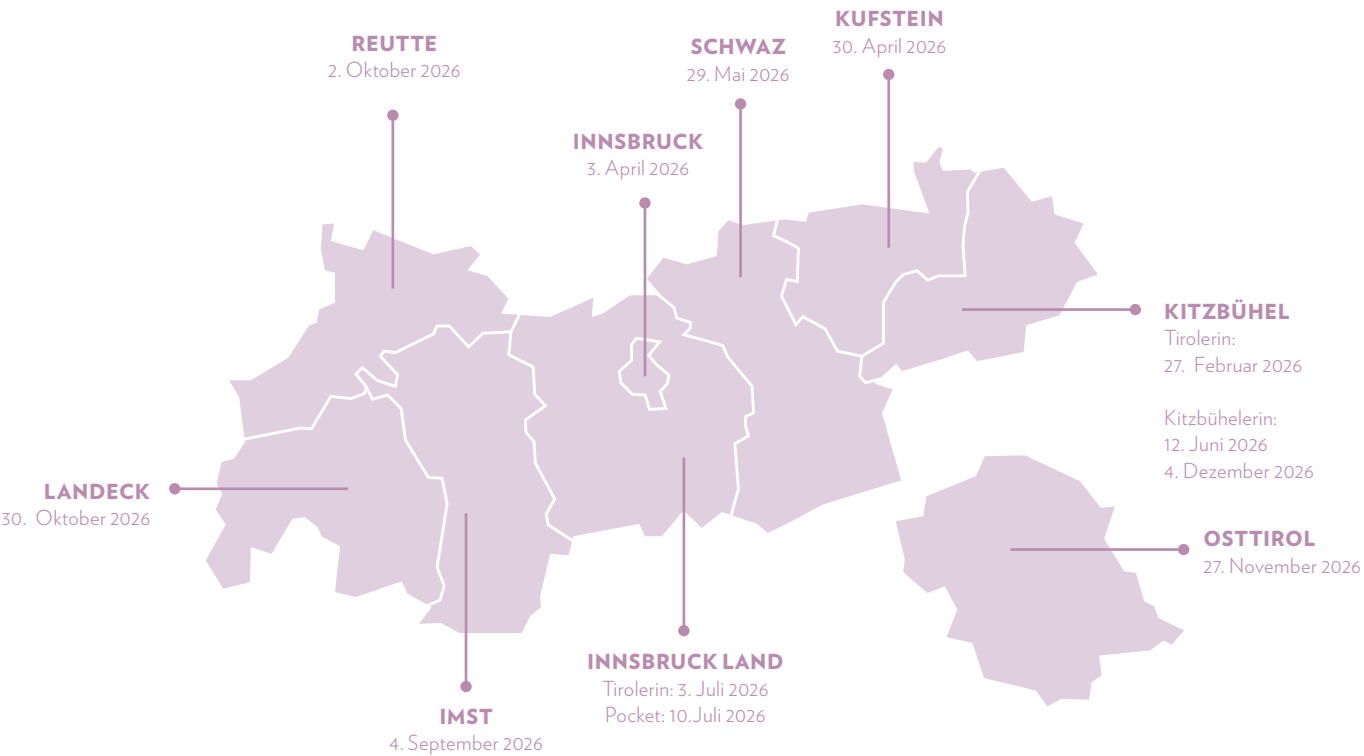 KUFSTEIN
30. April 2026
REUTTE
2. Oktober 2026
SCHWAZ
29. Mai 2026
INNSBRUCK
3. April 2026
KITZBÜHEL
Tirolerin:
27. Februar 2026
Kitzbühelerin:
12. Juni 2026
4. Dezember 2026
LANDECK
30. Oktober 2026
OSTTIROL
27. November 2026
INNSBRUCK LAND
Tirolerin: 3. Juli 2026
Pocket: 10.Juli 2026
IMST
4. September 2026